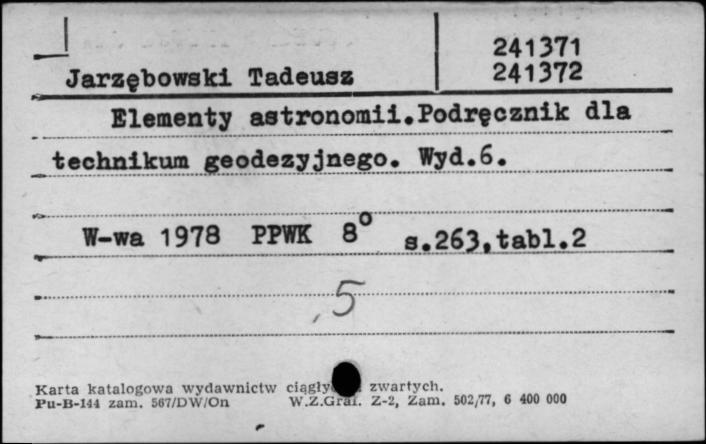 241371
Jarzębowski Tadeusz 241372
Elementy astronomii.Podręcznik dla
technikum geodezyjnego. Wyd.6.
W-wa 1978 PPWK 8° s.263,tabl.2
5
Karta katalogowa wydawnictw zwartych.
Pu-B-144 zam. 567/DW/On W.Z.Graf. Z-2, Zam. 502/77, 6 400 000